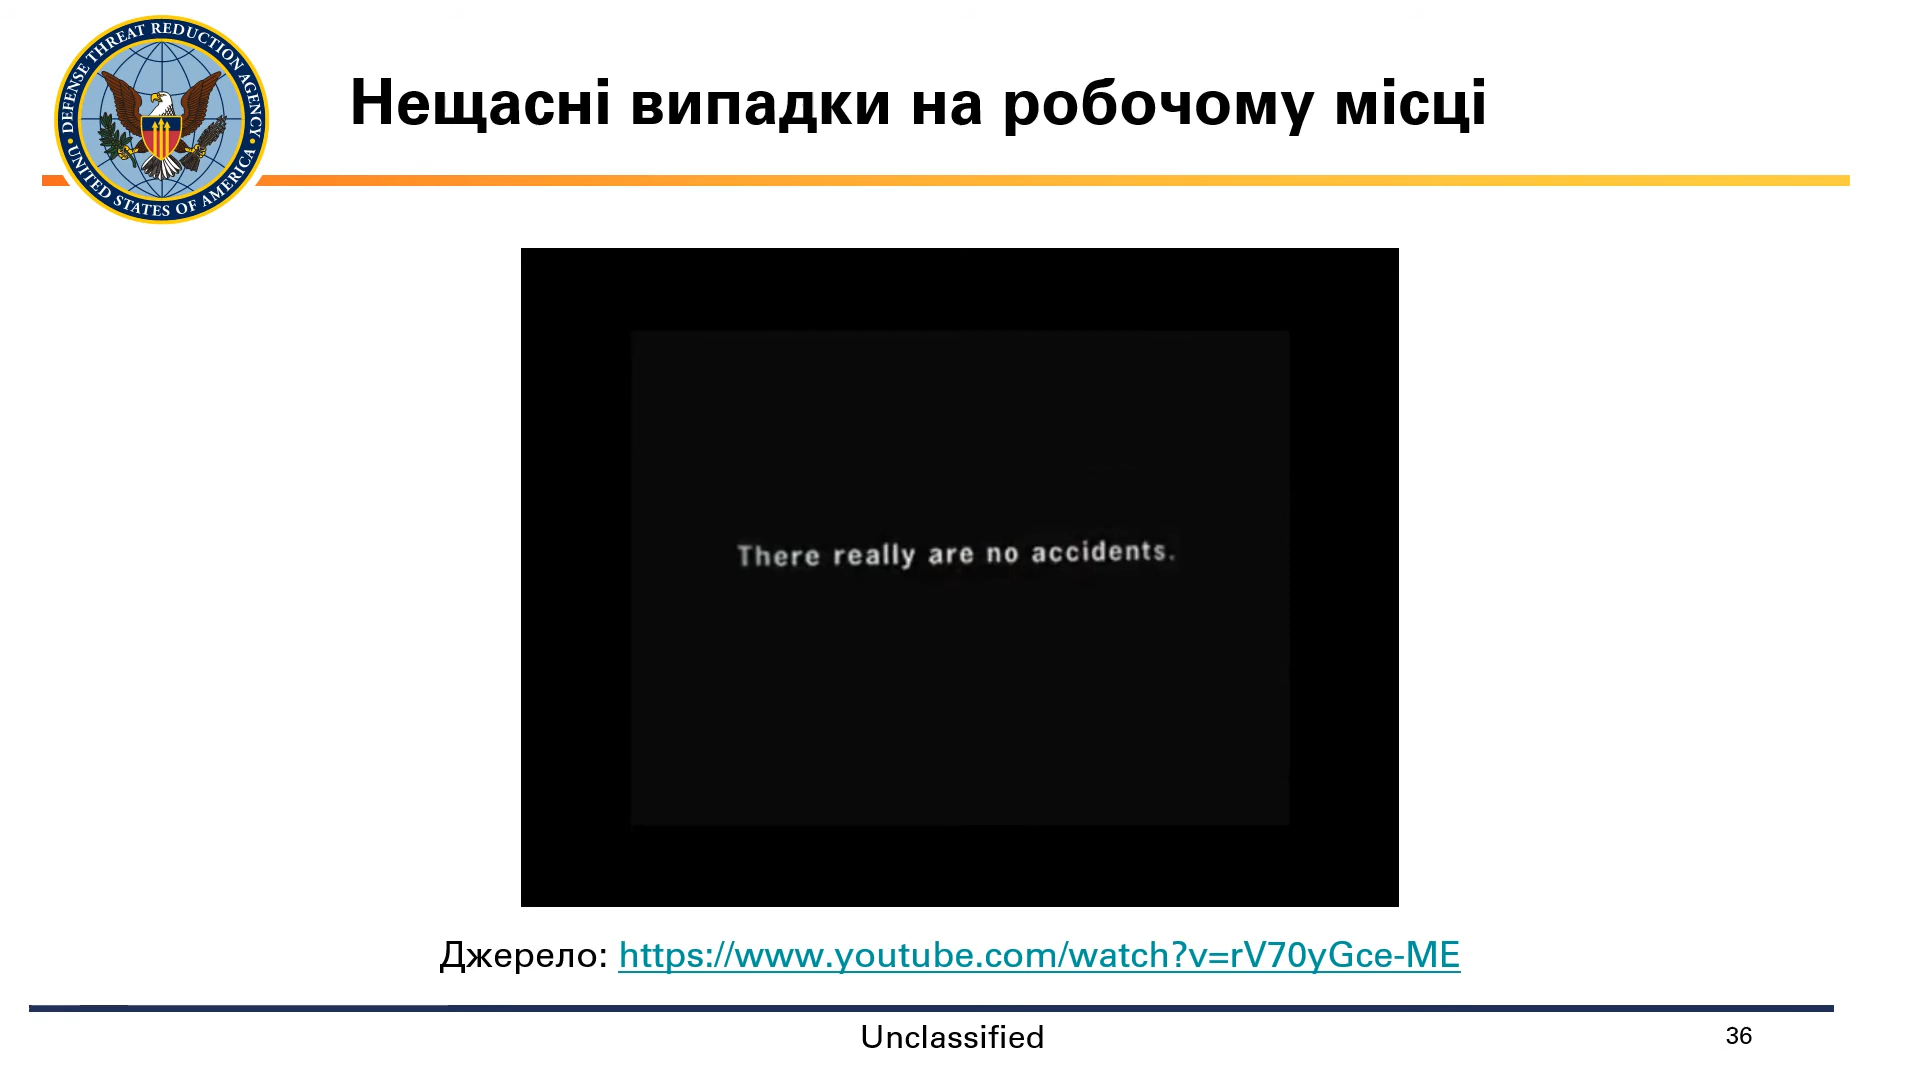 DEFENSE THREAT REDUCTION AGENCY
UNITED STATES OF AMERICA
Нещасні випадки на робочому місці
There really are no accidents.
Джерело: https://www.youtube.com/watch?v=rV70yGce-ME
Unclassified
36